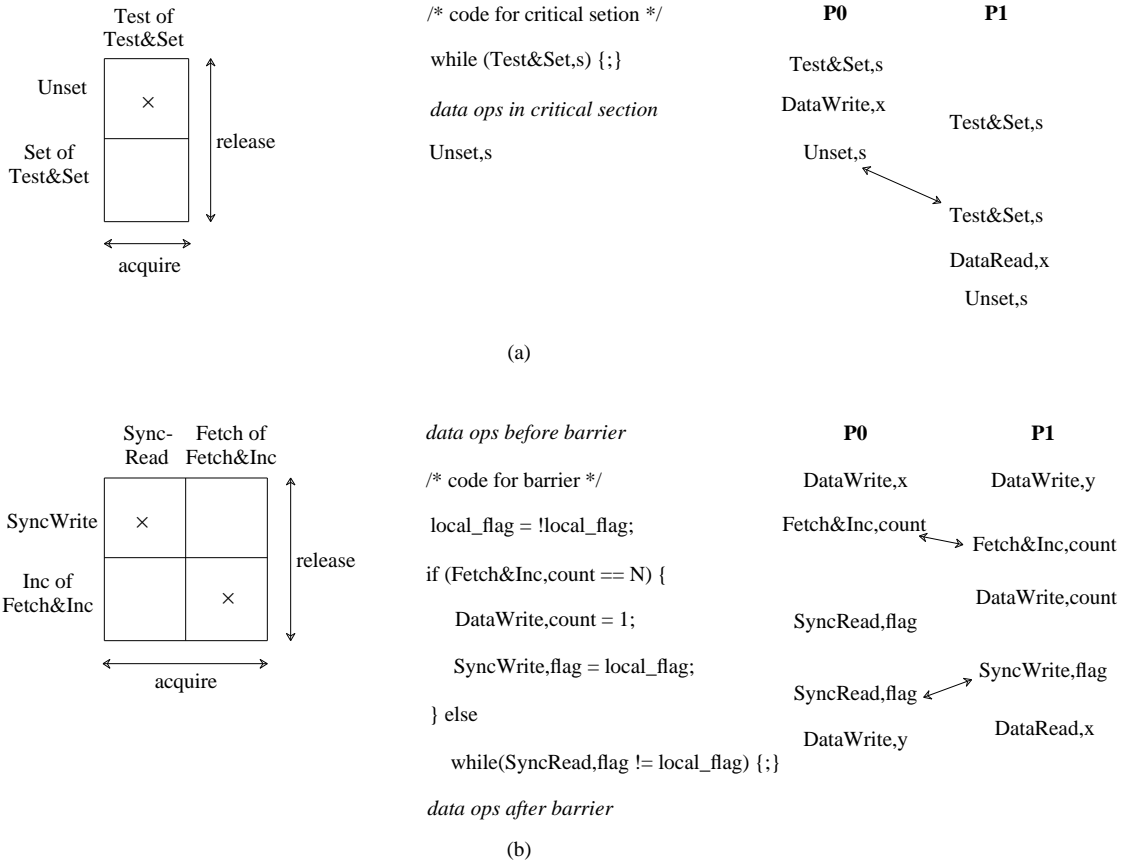 Test of
Test&Set
Unset
Set of
Test&Set
release
acquire
/* code for critical setion */
while (Test&Set,s) {;}
data ops in critical section
Unset,s
P0
P1
Test&Set,s
DataWrite,x
Test&Set,s
Unset,s
Test&Set,s
DataRead,x
Unset,s
(a)
Sync-
Read
Fetch of
Fetch&Inc
SyncWrite
Inc of
Fetch&Inc
release
acquire
data ops before barrier
/* code for barrier */
local_flag = !local_flag;
if (Fetch&Inc,count == N) {
DataWrite,count = 1;
SyncWrite,flag = local_flag;
} else
while(SyncRead,flag != local_flag) {;}
data ops after barrier
P0
P1
DataWrite,x
DataWrite,y
Fetch&Inc,count
Fetch&Inc,count
DataWrite,count
SyncRead,flag
SyncWrite,flag
SyncRead,flag
DataRead,x
DataWrite,y
(b)